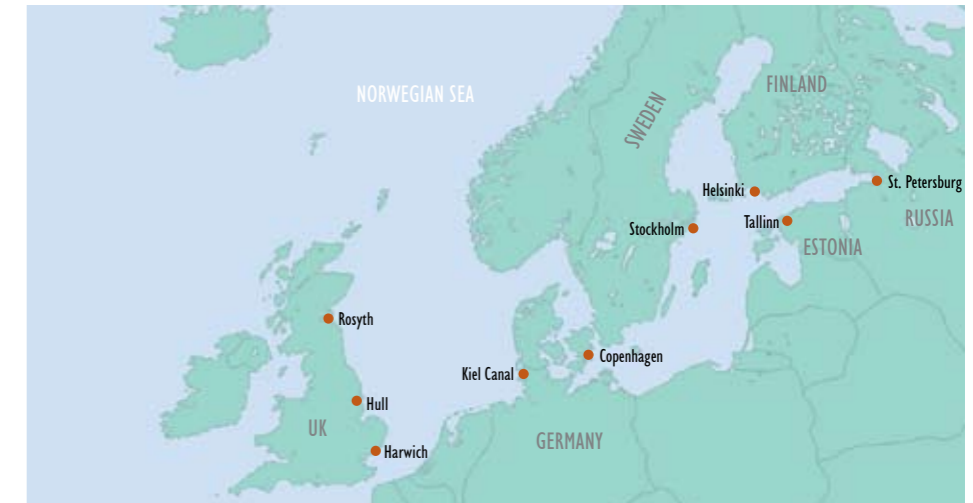 NORWEGIAN SEA
FINLAND
SWEDEN
St. Petersburg
Helsinki
RUSSIA
Stockholm
Tallinn
ESTONIA
Rosyth
Copenhagen
Kiel Canal
Hull
UK
GERMANY
Harwich